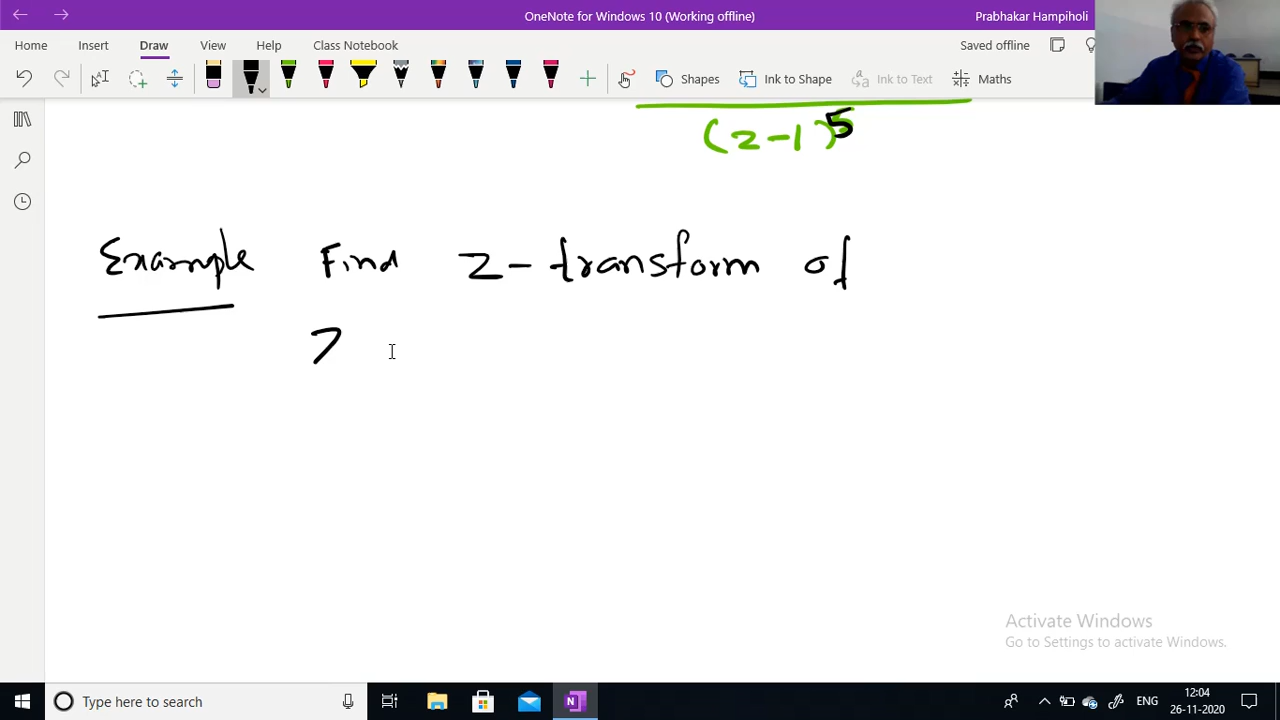 OneNote for Windows 10 (Working offline)
Prabhakar Hampiholi
Home Insert Draw View Help Class Notebook
Saved offline
Shapes Ink to Shape Ink to Text Maths
(z-1)5
Example Find z-transform of
Activate Windows
Go to Settings to activate Windows.
Type here to search
ENG
12:04
26-11-2020